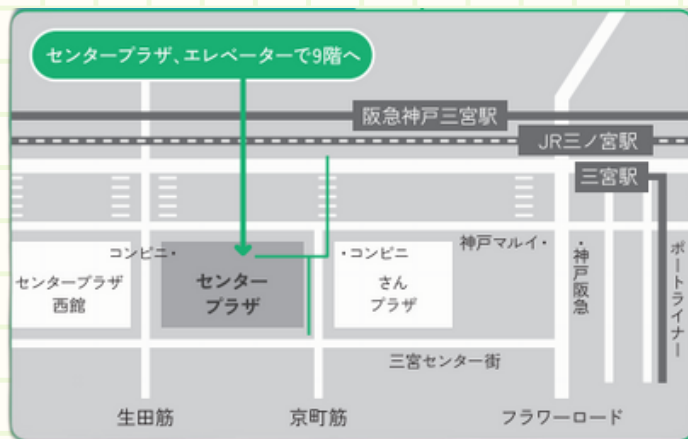 センタープラザ、エレベーターで9階へ
阪急神戸三宮駅
JR三ノ宮駅
三宮駅
コンビニ・
・コンビニ
神戸マルイ・
・神戸阪急
ポートライナー
センタープラザ
西館
センター
プラザ
さん
プラザ
三宮センター街
生田筋
京町筋
フラワーロード